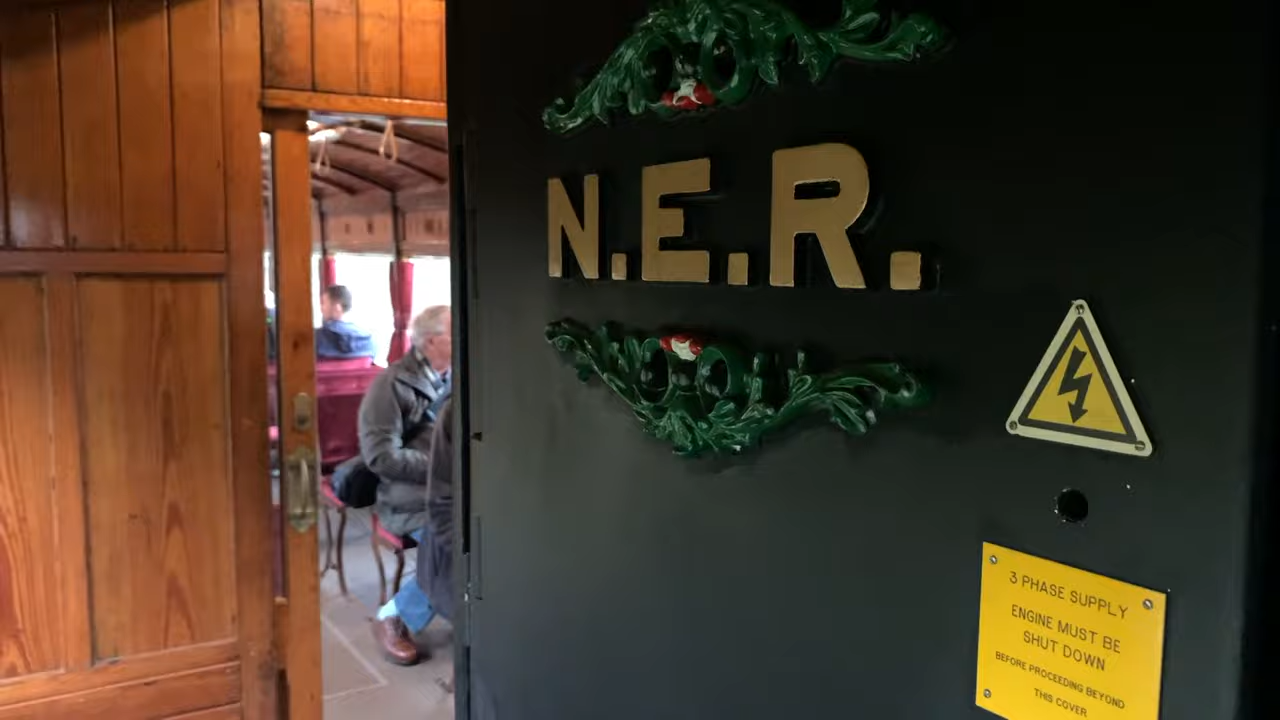 N.E.R.
3 PHASE SUPPLY
ENGINE MUST BE
SHUT DOWN
BEFORE PROCEEDING BEYOND
THIS COVER